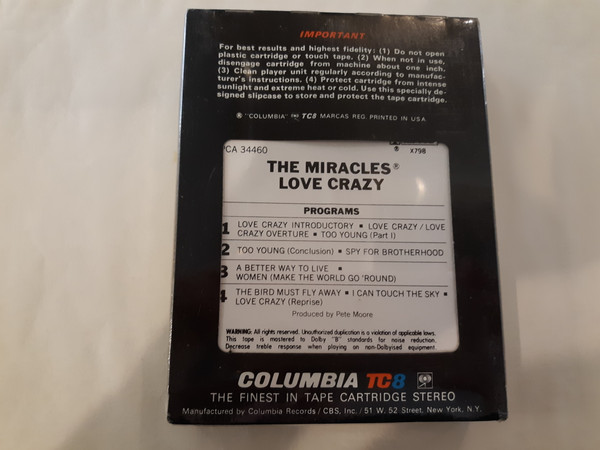 IMPORTANT
For best results and highest fidelity: (1) Do not open
plastic cartridge or touch tape. (2) When not in use,
disengage cartridge from machine about one inch.
(3) Clean player unit regularly according to manufac-
turer's instructions. (4) Protect cartridge from intense
sunlight and extreme heat or cold. Use this specially de-
signed slipcase to store and protect the tape cartridge.
® "COLUMBIA" TC8 MARCAS REG. PRINTED IN U.S.A.
CA 34460
® X798
THE MIRACLES®
LOVE CRAZY
PROGRAMS
1 LOVE CRAZY INTRODUCTORY ▪ LOVE CRAZY / LOVE
CRAZY OVERTURE ▪ TOO YOUNG (Part I)
2 TOO YOUNG (Conclusion) ▪ SPY FOR BROTHERHOOD
3 A BETTER WAY TO LIVE ▪
WOMEN (MAKE THE WORLD GO 'ROUND)
4 THE BIRD MUST FLY AWAY ▪ I CAN TOUCH THE SKY ▪
LOVE CRAZY (Reprise)
Produced by Pete Moore
WARNING: All rights reserved. Unauthorized duplication is a violation of applicable laws.
This tape is mastered to Dolby "B" standards for noise reduction.
Decrease treble response when playing on non-Dolbyised equipment.
COLUMBIA TC8
THE FINEST IN TAPE CARTRIDGE STEREO
Manufactured by Columbia Records / CBS, Inc. / 51 W. 52 Street, New York, N.Y.